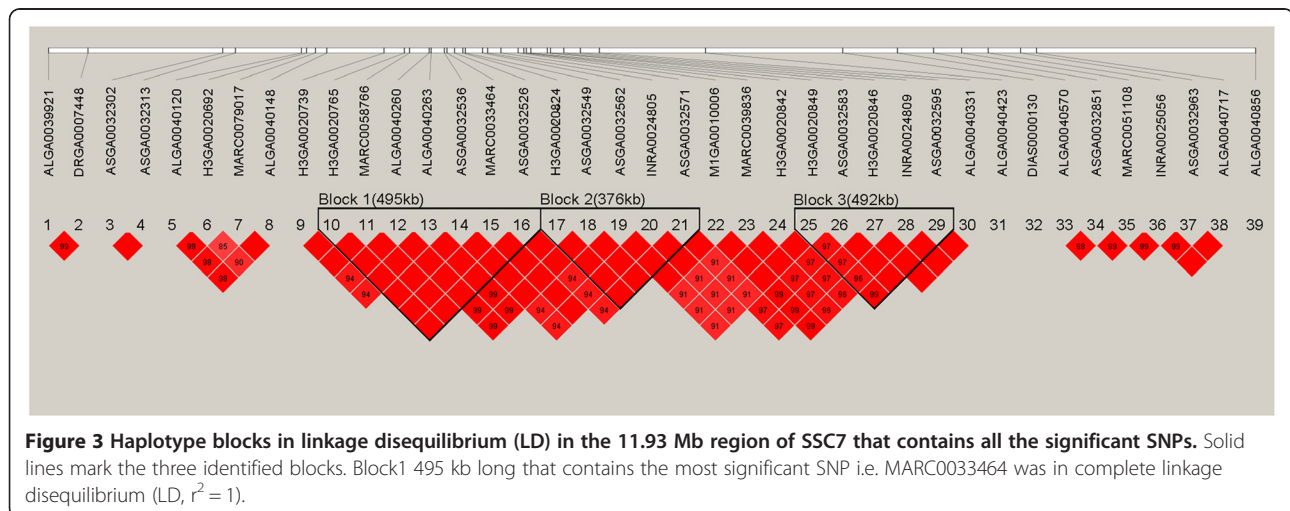 ALGA0039921
DRGA0007448
ASGA0032302
ASGA0032313
ALGA0040120
H3GA0020692
MARC0079017
ALGA0040148
H3GA0020739
H3GA0020765
MARC0058766
ALGA0040260
ALGA0040263
ASGA0032536
MARC0033464
ASGA0032526
H3GA0020824
ASGA0032549
ASGA0032562
INRA0024805
ASGA0032571
M1GA0010006
MARC0039836
H3GA0020842
H3GA0020849
ASGA0032583
H3GA0020846
INRA0024809
ASGA0032595
ALGA0040331
ALGA0040423
DIAS0000130
ALGA0040570
ASGA0032851
MARC0051108
INRA0025056
ASGA0032963
ALGA0040717
ALGA0040856
Block 1(495kb) Block 2(376kb) Block 3(492kb)
1 2 3 4 5 6 7 8 9 10 11 12 13 14 15 16 17 18 19 20 21 22 23 24 25 26 27 28 29 30 31 32 33 34 35 36 37 38 39
Figure 3 Haplotype blocks in linkage disequilibrium (LD) in the 11.93 Mb region of SSC7 that contains all the significant SNPs. Solid
lines mark the three identified blocks. Block1 495 kb long that contains the most significant SNP i.e. MARC0033464 was in complete linkage
disequilibrium (LD, r² = 1).